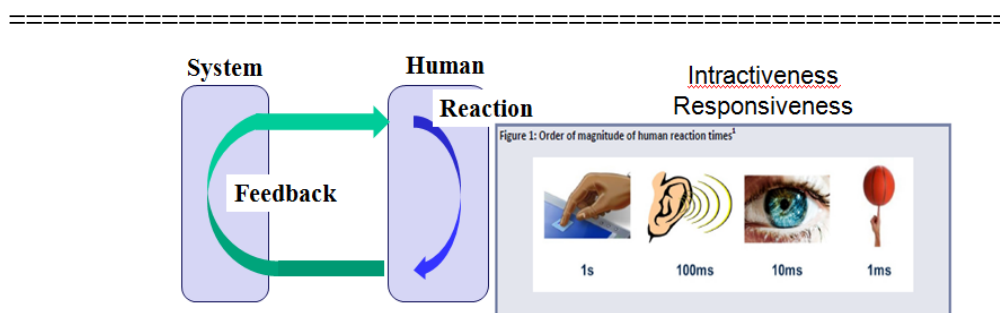 System
Human
Intractiveness
Responsiveness
Reaction
Feedback
Figure 1: Order of magnitude of human reaction times1
1s
100ms
10ms
1ms